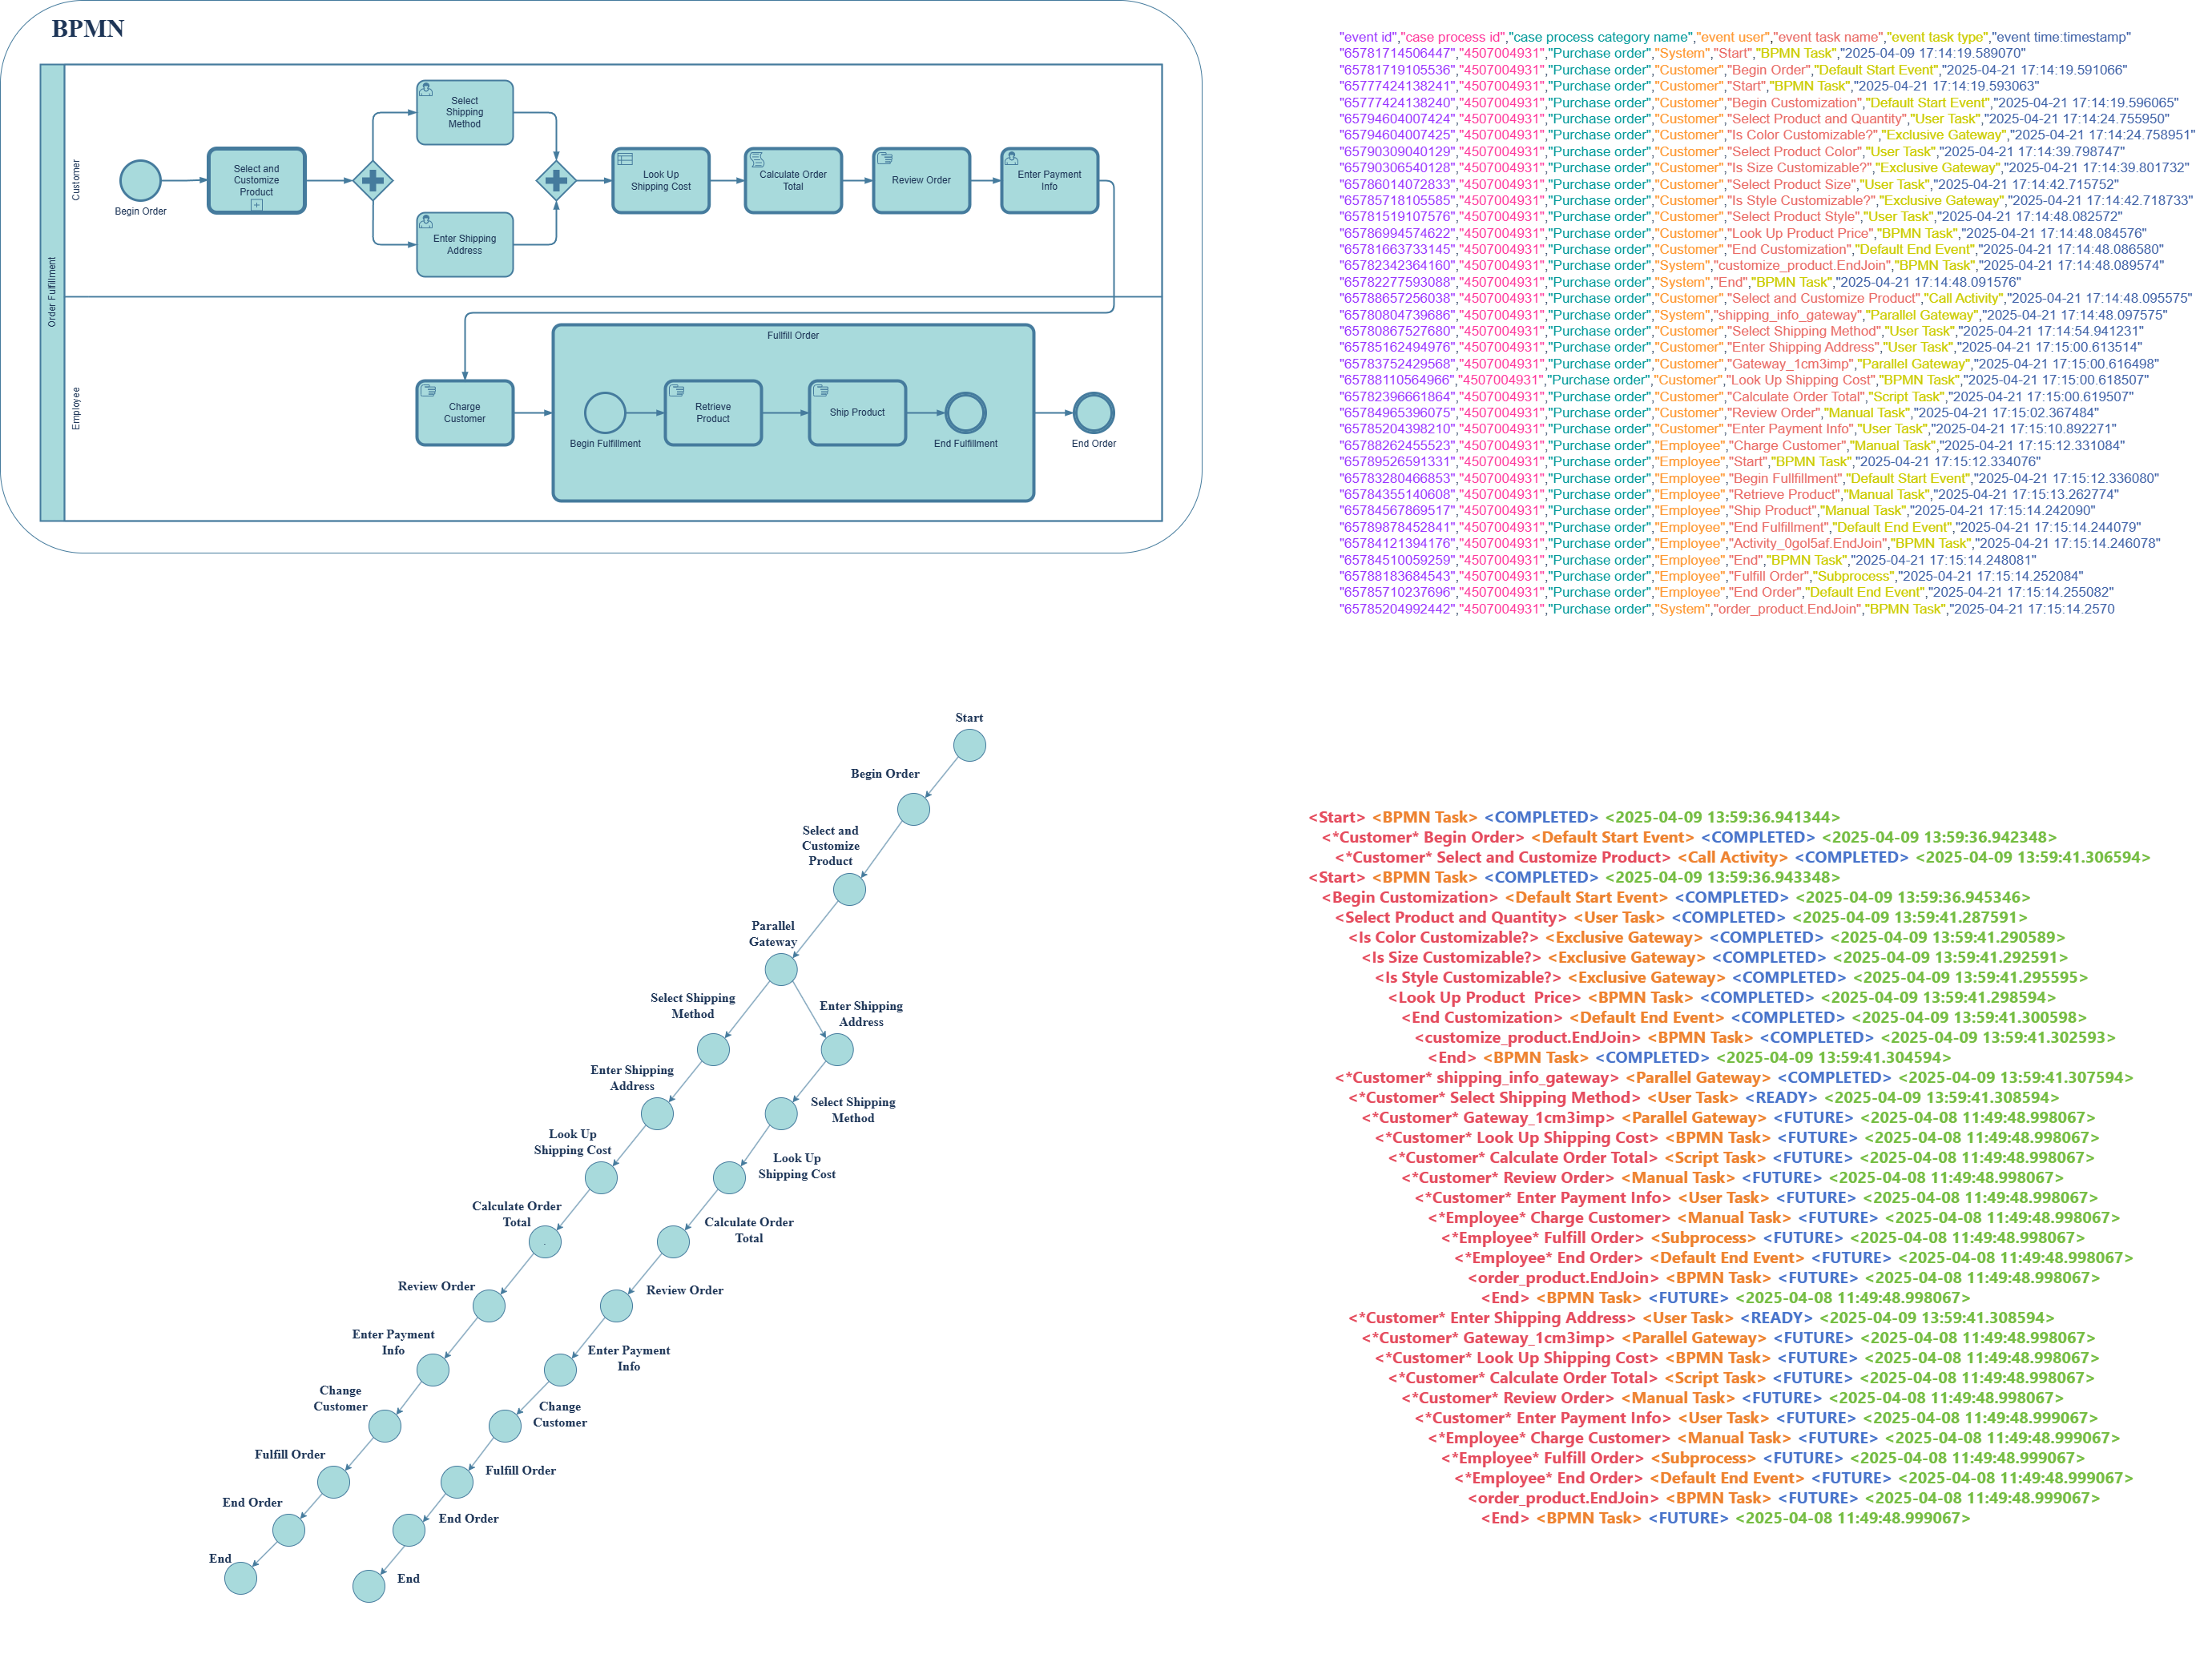 BPMN
Order Fulfillment
Customer
Begin Order
Select and
Customize
Product
Select
Shipping
Method
Enter Shipping
Address
Look Up
Shipping Cost
Calculate Order
Total
Review Order
Enter Payment
Info
Employee
Charge
Customer
Fullfill Order
Begin Fulfillment
Retrieve
Product
Ship Product
End Fulfillment
End Order
"event id","case process id","case process category name","event user","event task name","event task type","event time:timestamp"
"65781714506447","4507004931","Purchase order","System","Start","BPMN Task","2025-04-09 17:14:19.589070"
"65781719105536","4507004931","Purchase order","Customer","Begin Order","Default Start Event","2025-04-21 17:14:19.591066"
"65777424138241","4507004931","Purchase order","Customer","Start","BPMN Task","2025-04-21 17:14:19.593063"
"65777424138240","4507004931","Purchase order","Customer","Begin Customization","Default Start Event","2025-04-21 17:14:19.596065"
"65794604007424","4507004931","Purchase order","Customer","Select Product and Quantity","User Task","2025-04-21 17:14:24.755950"
"65794604007425","4507004931","Purchase order","Customer","Is Color Customizable?","Exclusive Gateway","2025-04-21 17:14:24.758951"
"65790309040129","4507004931","Purchase order","Customer","Select Product Color","User Task","2025-04-21 17:14:39.798747"
"65790306540128","4507004931","Purchase order","Customer","Is Size Customizable?","Exclusive Gateway","2025-04-21 17:14:39.801732"
"65786014072833","4507004931","Purchase order","Customer","Select Product Size","User Task","2025-04-21 17:14:42.715752"
"65785718105585","4507004931","Purchase order","Customer","Is Style Customizable?","Exclusive Gateway","2025-04-21 17:14:42.718733"
"65781519107576","4507004931","Purchase order","Customer","Select Product Style","User Task","2025-04-21 17:14:48.082572"
"65786994574622","4507004931","Purchase order","Customer","Look Up Product Price","BPMN Task","2025-04-21 17:14:48.084576"
"65781663733145","4507004931","Purchase order","Customer","End Customization","Default End Event","2025-04-21 17:14:48.086580"
"65782342364160","4507004931","Purchase order","System","customize_product.EndJoin","BPMN Task","2025-04-21 17:14:48.089574"
"65782277593088","4507004931","Purchase order","System","End","BPMN Task","2025-04-21 17:14:48.091576"
"65788657256038","4507004931","Purchase order","Customer","Select and Customize Product","Call Activity","2025-04-21 17:14:48.095575"
"65780804739686","4507004931","Purchase order","System","shipping_info_gateway","Parallel Gateway","2025-04-21 17:14:48.097575"
"65780867527680","4507004931","Purchase order","Customer","Select Shipping Method","User Task","2025-04-21 17:14:54.941231"
"65785162494976","4507004931","Purchase order","Customer","Enter Shipping Address","User Task","2025-04-21 17:15:00.613514"
"65783752429568","4507004931","Purchase order","Customer","Gateway_1cm3imp","Parallel Gateway","2025-04-21 17:15:00.616498"
"65788110564966","4507004931","Purchase order","Customer","Look Up Shipping Cost","BPMN Task","2025-04-21 17:15:00.618507"
"65782396661864","4507004931","Purchase order","Customer","Calculate Order Total","Script Task","2025-04-21 17:15:00.619507"
"65784965396075","4507004931","Purchase order","Customer","Review Order","Manual Task","2025-04-21 17:15:02.367484"
"65785204398210","4507004931","Purchase order","Customer","Enter Payment Info","User Task","2025-04-21 17:15:10.892271"
"65788262455523","4507004931","Purchase order","Employee","Charge Customer","Manual Task","2025-04-21 17:15:12.331084"
"65789526591331","4507004931","Purchase order","Employee","Start","BPMN Task","2025-04-21 17:15:12.334076"
"65783280466853","4507004931","Purchase order","Employee","Begin Fullfillment","Default Start Event","2025-04-21 17:15:12.336080"
"65784355140608","4507004931","Purchase order","Employee","Retrieve Product","Manual Task","2025-04-21 17:15:13.262774"
"65784567869517","4507004931","Purchase order","Employee","Ship Product","Manual Task","2025-04-21 17:15:14.242090"
"65789878452841","4507004931","Purchase order","Employee","End Fulfillment","Default End Event","2025-04-21 17:15:14.244079"
"65784121394176","4507004931","Purchase order","Employee","Activity_0gol5af.EndJoin","BPMN Task","2025-04-21 17:15:14.246078"
"65784510059259","4507004931","Purchase order","Employee","End","BPMN Task","2025-04-21 17:15:14.248081"
"65788183684543","4507004931","Purchase order","Employee","Fulfill Order","Subprocess","2025-04-21 17:15:14.252084"
"65785710237696","4507004931","Purchase order","Employee","End Order","Default End Event","2025-04-21 17:15:14.255082"
"65785204992442","4507004931","Purchase order","System","order_product.EndJoin","BPMN Task","2025-04-21 17:15:14.2570
Start
Begin Order
Select and
Customize
Product
Parallel
Gateway
Select Shipping
Method
Enter Shipping
Address
Look Up
Shipping Cost
Calculate Order
Total
Review Order
Enter Payment
Info
Change
Customer
Fulfill Order
End Order
End
Enter Shipping
Address
Select Shipping
Method
Look Up
Shipping Cost
Calculate Order
Total
Review Order
Enter Payment
Info
Change
Customer
Fulfill Order
End Order
End
<Start> <BPMN Task> <COMPLETED> <2025-04-09 13:59:36.941344>
<*Customer* Begin Order> <Default Start Event> <COMPLETED> <2025-04-09 13:59:36.942348>
<*Customer* Select and Customize Product> <Call Activity> <COMPLETED> <2025-04-09 13:59:41.306594>
<Start> <BPMN Task> <COMPLETED> <2025-04-09 13:59:36.943348>
<Begin Customization> <Default Start Event> <COMPLETED> <2025-04-09 13:59:36.945346>
<Select Product and Quantity> <User Task> <COMPLETED> <2025-04-09 13:59:41.287591>
<Is Color Customizable?> <Exclusive Gateway> <COMPLETED> <2025-04-09 13:59:41.290589>
<Is Size Customizable?> <Exclusive Gateway> <COMPLETED> <2025-04-09 13:59:41.292591>
<Is Style Customizable?> <Exclusive Gateway> <COMPLETED> <2025-04-09 13:59:41.295595>
<Look Up Product  Price> <BPMN Task> <COMPLETED> <2025-04-09 13:59:41.298594>
<End Customization> <Default End Event> <COMPLETED> <2025-04-09 13:59:41.300598>
<customize_product.EndJoin> <BPMN Task> <COMPLETED> <2025-04-09 13:59:41.302593>
<End> <BPMN Task> <COMPLETED> <2025-04-09 13:59:41.304594>
<*Customer* shipping_info_gateway> <Parallel Gateway> <COMPLETED> <2025-04-09 13:59:41.307594>
<*Customer* Select Shipping Method> <User Task> <READY> <2025-04-09 13:59:41.308594>
<*Customer* Gateway_1cm3imp> <Parallel Gateway> <FUTURE> <2025-04-08 11:49:48.998067>
<*Customer* Look Up Shipping Cost> <BPMN Task> <FUTURE> <2025-04-08 11:49:48.998067>
<*Customer* Calculate Order Total> <Script Task> <FUTURE> <2025-04-08 11:49:48.998067>
<*Customer* Review Order> <Manual Task> <FUTURE> <2025-04-08 11:49:48.998067>
<*Customer* Enter Payment Info> <User Task> <FUTURE> <2025-04-08 11:49:48.998067>
<*Employee* Charge Customer> <Manual Task> <FUTURE> <2025-04-08 11:49:48.998067>
<*Employee* Fulfill Order> <Subprocess> <FUTURE> <2025-04-08 11:49:48.998067>
<*Employee* End Order> <Default End Event> <FUTURE> <2025-04-08 11:49:48.998067>
<order_product.EndJoin> <BPMN Task> <FUTURE> <2025-04-08 11:49:48.998067>
<End> <BPMN Task> <FUTURE> <2025-04-08 11:49:48.998067>
<*Customer* Enter Shipping Address> <User Task> <READY> <2025-04-09 13:59:41.308594>
<*Customer* Gateway_1cm3imp> <Parallel Gateway> <FUTURE> <2025-04-08 11:49:48.998067>
<*Customer* Look Up Shipping Cost> <BPMN Task> <FUTURE> <2025-04-08 11:49:48.998067>
<*Customer* Calculate Order Total> <Script Task> <FUTURE> <2025-04-08 11:49:48.998067>
<*Customer* Review Order> <Manual Task> <FUTURE> <2025-04-08 11:49:48.998067>
<*Customer* Enter Payment Info> <User Task> <FUTURE> <2025-04-08 11:49:48.999067>
<*Employee* Charge Customer> <Manual Task> <FUTURE> <2025-04-08 11:49:48.999067>
<*Employee* Fulfill Order> <Subprocess> <FUTURE> <2025-04-08 11:49:48.999067>
<*Employee* End Order> <Default End Event> <FUTURE> <2025-04-08 11:49:48.999067>
<order_product.EndJoin> <BPMN Task> <FUTURE> <2025-04-08 11:49:48.999067>
<End> <BPMN Task> <FUTURE> <2025-04-08 11:49:48.999067>